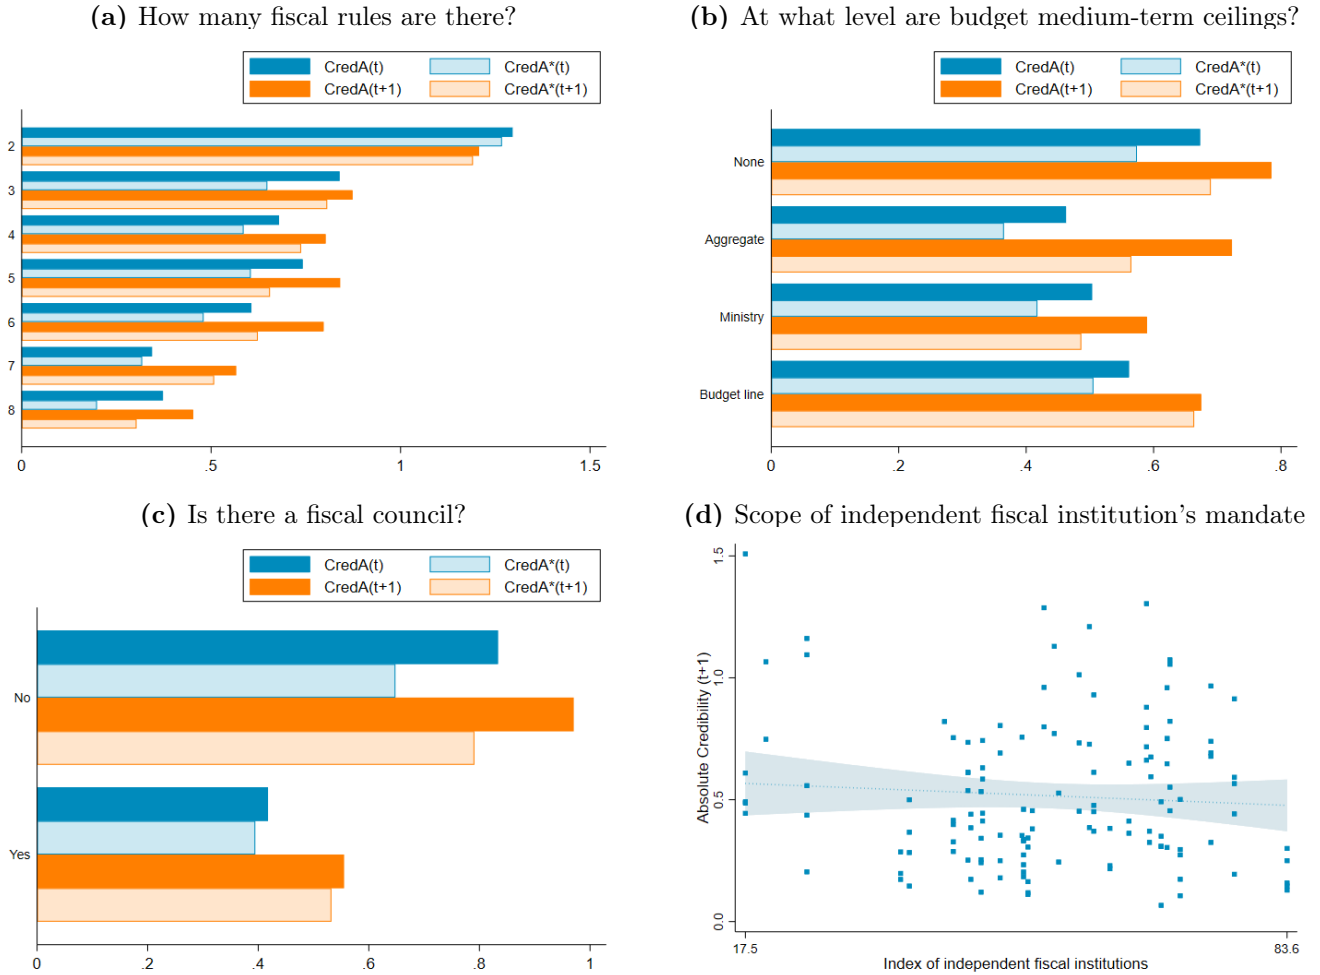 (a) How many fiscal rules are there?
CredA(t) CredA*(t)
CredA(t+1) CredA*(t+1)
2
3
4
5
6
7
8
0 .5 1 1.5
(b) At what level are budget medium-term ceilings?
CredA(t) CredA*(t)
CredA(t+1) CredA*(t+1)
None
Aggregate
Ministry
Budget line
0 .2 .4 .6 .8
(c) Is there a fiscal council?
CredA(t) CredA*(t)
CredA(t+1) CredA*(t+1)
No
Yes
0 .2 .4 .6 .8 1
(d) Scope of independent fiscal institution's mandate
Absolute Credibility (t+1)
1.5
1.0
0.5
0.0
17.5 83.6
Index of independent fiscal institutions